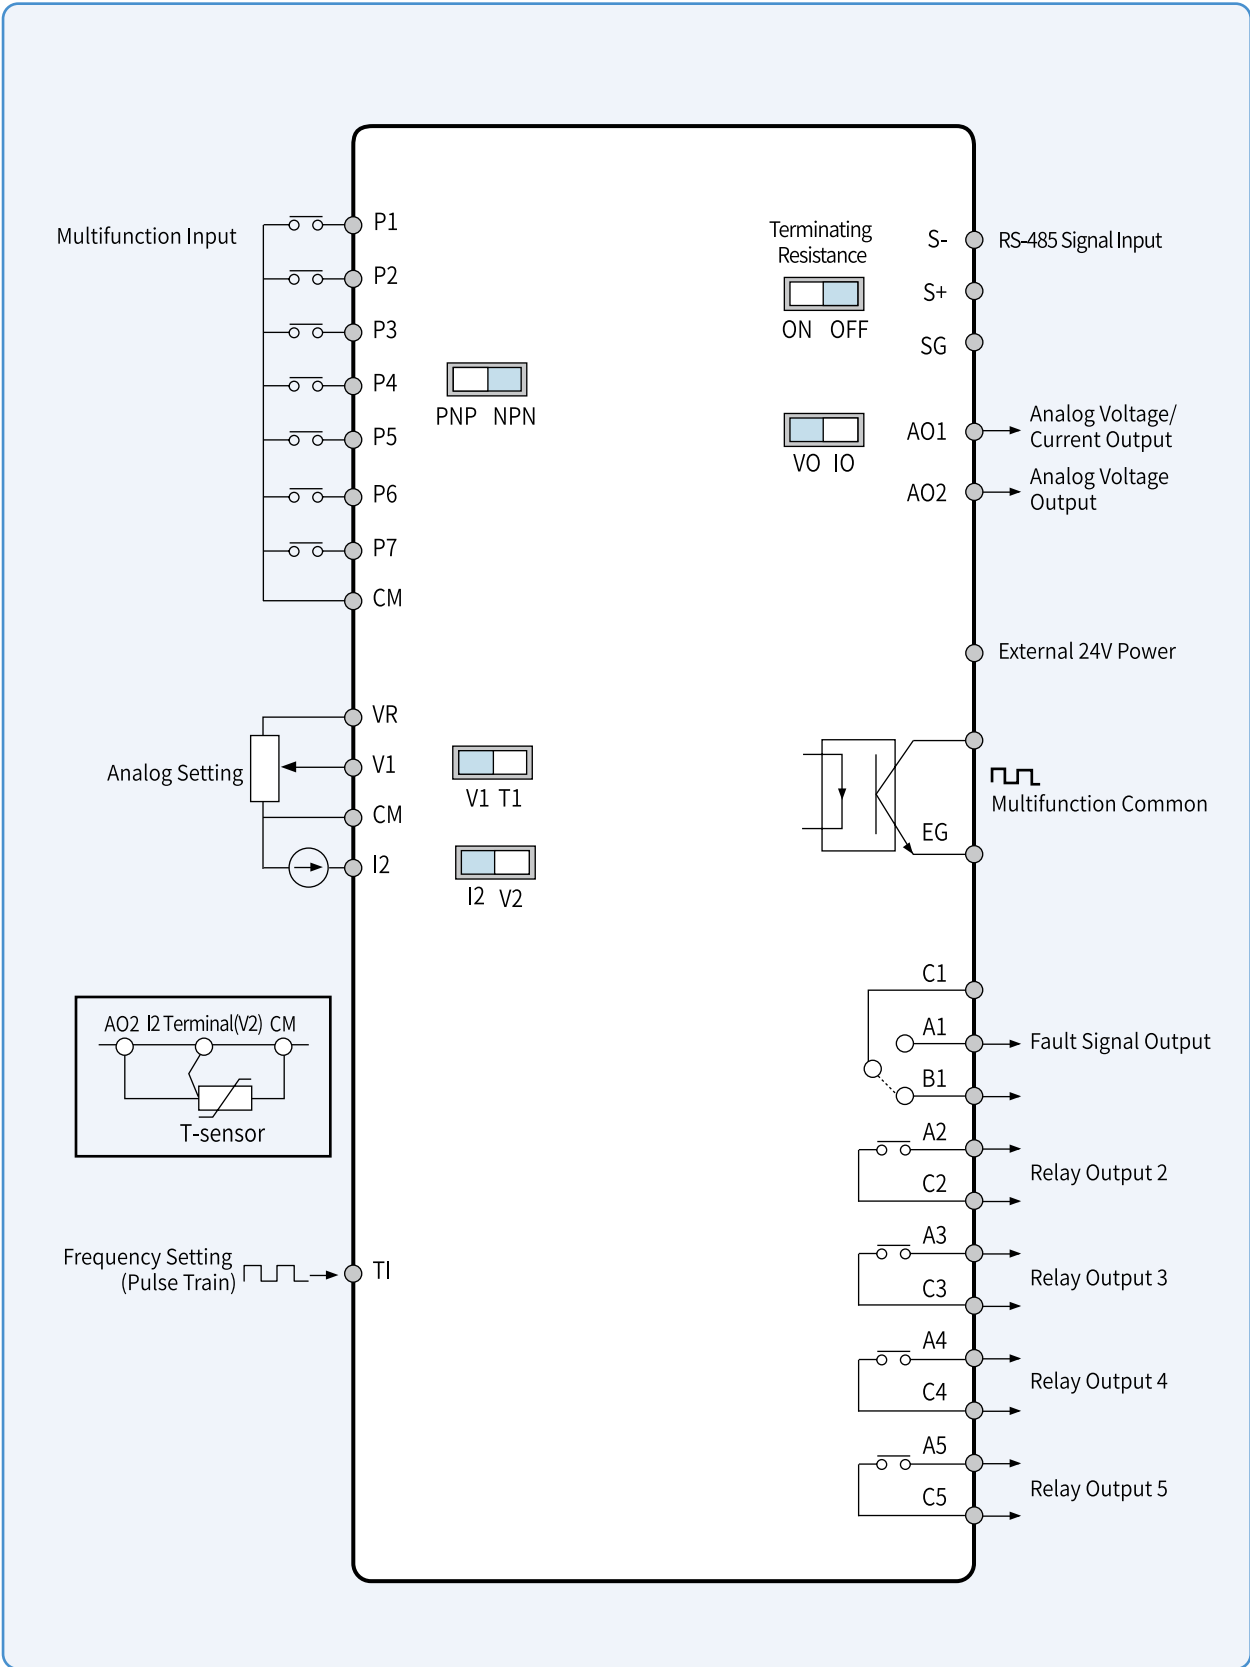 Multifunction Input
P1
P2
P3
P4
P5
P6
P7
CM
PNP NPN
Terminating
Resistance
ON OFF
S-
RS-485 Signal Input
S+
SG
VO IO
AO1
Analog Voltage/
Current Output
AO2
Analog Voltage
Output
External 24V Power
Analog Setting
VR
V1
CM
I2
V1 T1
I2 V2
Multifunction Common
EG
AO2 I2 Terminal(V2) CM
T-sensor
Frequency Setting
(Pulse Train)
TI
C1
A1
Fault Signal Output
B1
A2
Relay Output 2
C2
A3
Relay Output 3
C3
A4
Relay Output 4
C4
A5
Relay Output 5
C5